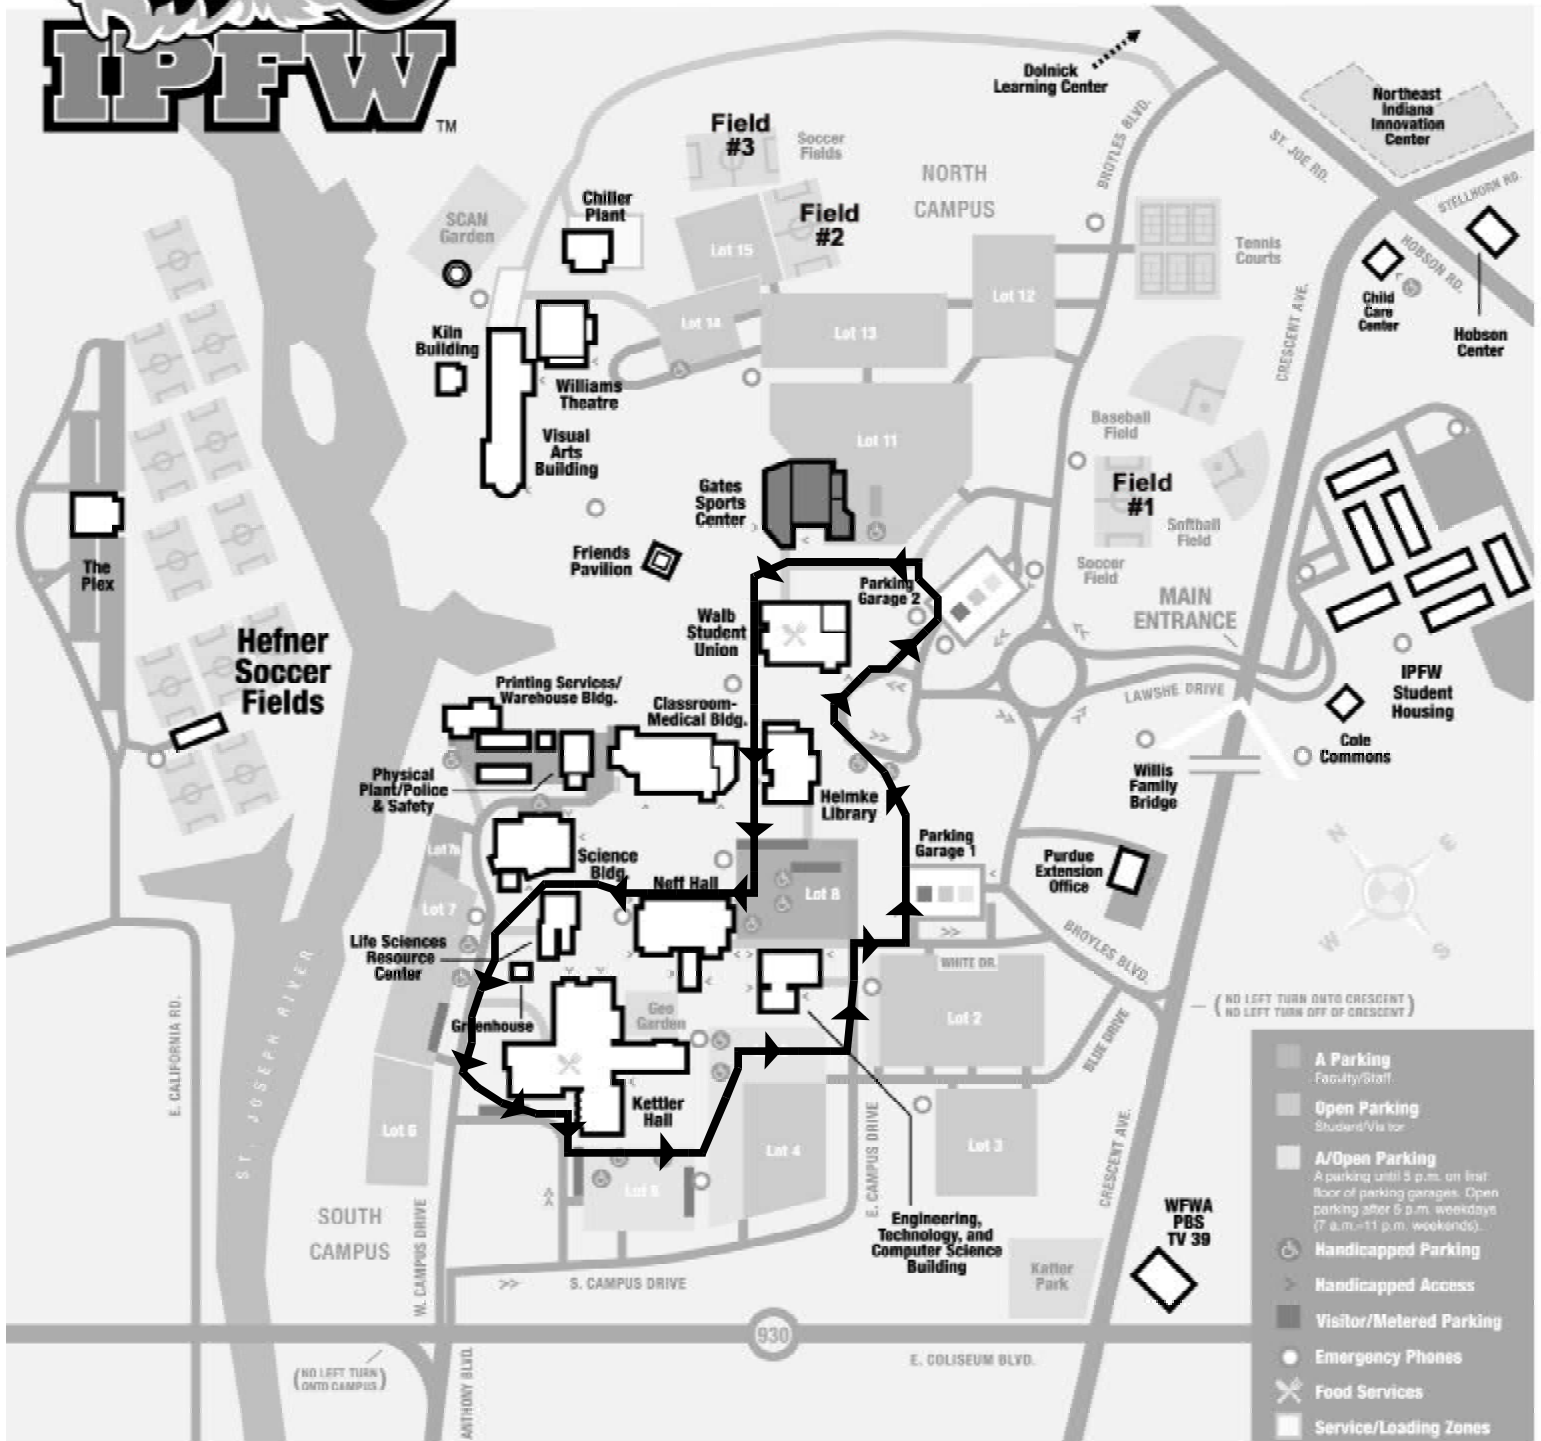 IPFW
TM
Dolnick
Learning Center
Northeast
Indiana
Innovation
Center
BROYLES BLVD.
ST. JOE RD.
STELLHORN RD.
HOBSON RD.
Field
#3
Soccer
Fields
NORTH
CAMPUS
Chiller
Plant
SCAN
Garden
Field
#2
Lot 15
Tennis
Courts
Child
Care
Center
Hobson
Center
CRESCENT AVE.
Lot 12
Lot 14
Lot 13
Kiln
Building
Williams
Theatre
Visual
Arts
Building
Baseball
Field
Lot 11
Gates
Sports
Center
Field
#1
Softball
Field
Soccer
Field
Friends
Pavilion
The
Plex
Parking
Garage 2
MAIN
ENTRANCE
Walb
Student
Union
Hefner
Soccer
Fields
IPFW
Student
Housing
LAWSHE DRIVE
Printing Services/
Warehouse Bldg.
Classroom-
Medical Bldg.
Cole
Commons
Physical
Plant/Police
& Safety
Willis
Family
Bridge
Helmke
Library
Parking
Garage 1
Purdue
Extension
Office
Science
Bldg.
Neff Hall
Lot 8
Lot 7
Life Sciences
Resource
Center
BROYLES BLVD.
WHITE DR.
N
E
W
S
(NO LEFT TURN ONTO CRESCENT
NO LEFT TURN OFF OF CRESCENT)
Greenhouse
Geo
Garden
Lot 2
BLUE DRIVE
E. CALIFORNIA RD.
ST. JOSEPH RIVER
Kettler
Hall
Lot 6
Lot 4
Lot 3
E. CAMPUS DRIVE
CRESCENT AVE.
SOUTH
CAMPUS
W. CAMPUS DRIVE
Engineering,
Technology, and
Computer Science
Building
WFWA
PBS
TV 39
Ketter
Park
S. CAMPUS DRIVE
930
E. COLISEUM BLVD.
(NO LEFT TURN
ONTO CAMPUS)
ANTHONY BLVD.
A Parking
Faculty/Staff
Open Parking
Student/Visitor
A/Open Parking
A parking until 5 p.m. on first
floor of parking garages. Open
parking after 5 p.m. weekdays
(7 a.m.–11 p.m. weekends).
Handicapped Parking
Handicapped Access
Visitor/Metered Parking
Emergency Phones
Food Services
Service/Loading Zones